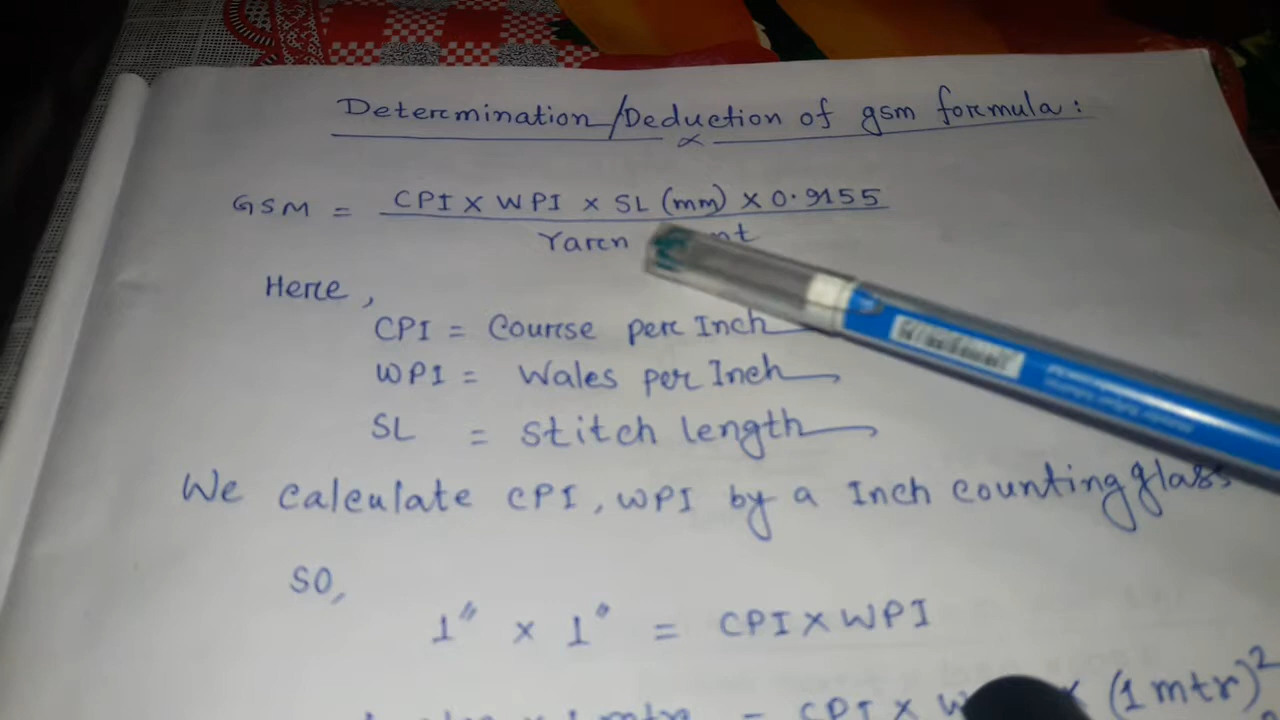 Determination/Deduction of gsm formula:
GSM = CPI X WPI X SL (mm) X 0.9155
Yarn
Here,
CPI = Course per Inch
WPI = Wales per Inch
SL = Stitch length
We calculate CPI, WPI by a Inch counting glass
SO,
1" X 1" = CPI X WPI
= CPI X X (1 mtr)²